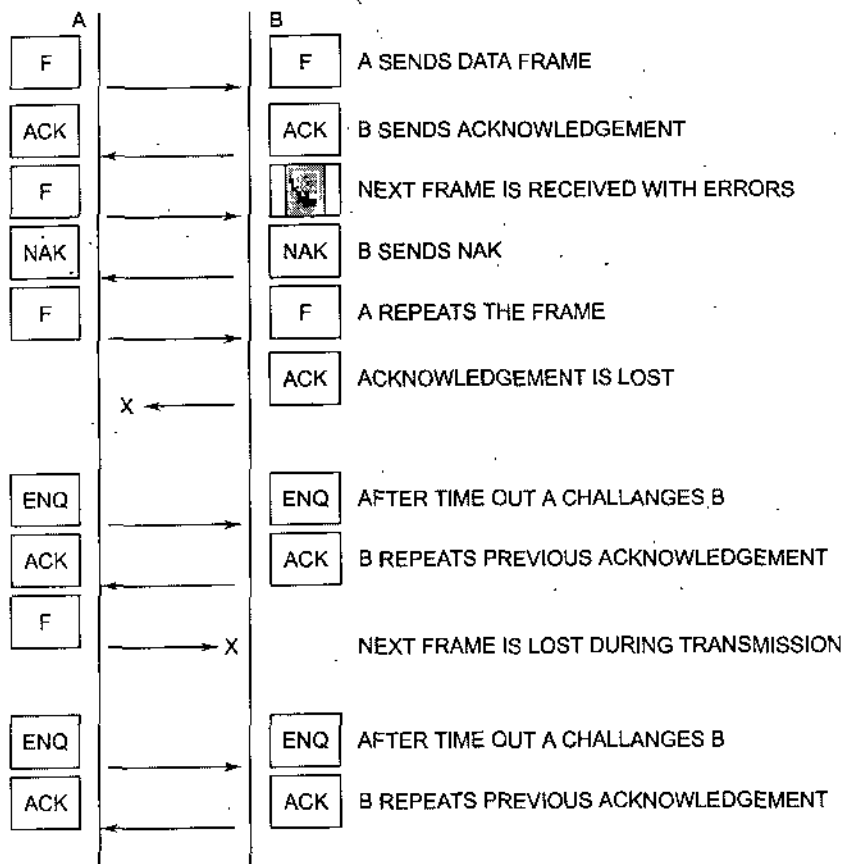 A B
F F A SENDS DATA FRAME
ACK ACK B SENDS ACKNOWLEDGEMENT
F NEXT FRAME IS RECEIVED WITH ERRORS
NAK NAK B SENDS NAK
F F A REPEATS THE FRAME
ACK ACKNOWLEDGEMENT IS LOST
X
ENQ ENQ AFTER TIME OUT A CHALLANGES B
ACK ACK B REPEATS PREVIOUS ACKNOWLEDGEMENT
F
X NEXT FRAME IS LOST DURING TRANSMISSION
ENQ ENQ AFTER TIME OUT A CHALLANGES B
ACK ACK B REPEATS PREVIOUS ACKNOWLEDGEMENT